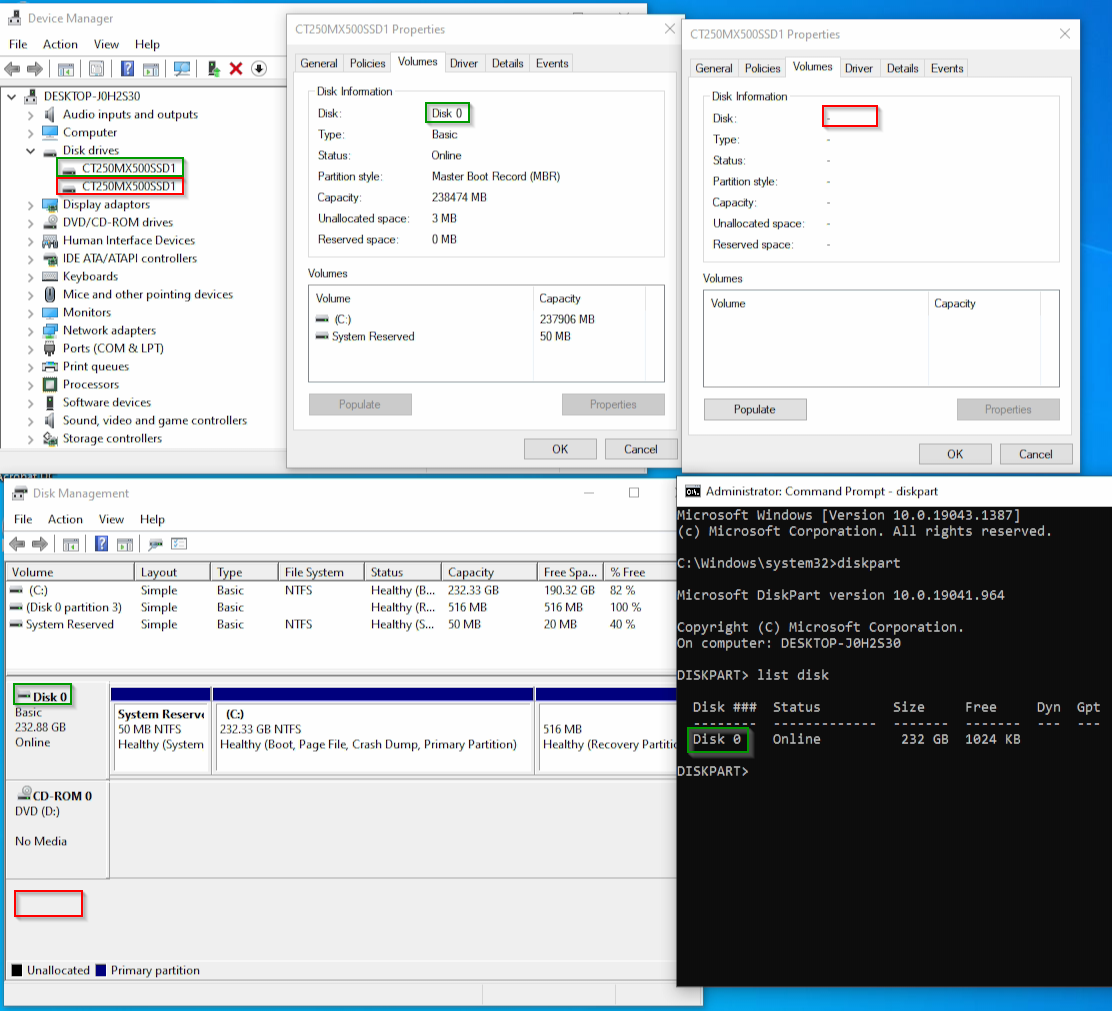 Device Manager
File Action View Help
DESKTOP-J0H2S30
Audio inputs and outputs
Computer
Disk drives
CT250MX500SSD1
CT250MX500SSD1
Display adaptors
DVD/CD-ROM drives
Human Interface Devices
IDE ATA/ATAPI controllers
Keyboards
Mice and other pointing devices
Monitors
Network adapters
Ports (COM & LPT)
Print queues
Processors
Software devices
Sound, video and game controllers
Storage controllers
CT250MX500SSD1 Properties
General Policies Volumes Driver Details Events
Disk Information
Disk: Disk 0
Type: Basic
Status: Online
Partition style: Master Boot Record (MBR)
Capacity: 238474 MB
Unallocated space: 3 MB
Reserved space: 0 MB
Volumes
Volume Capacity
(C:) 237906 MB
System Reserved 50 MB
Populate Properties
OK Cancel
CT250MX500SSD1 Properties
General Policies Volumes Driver Details Events
Disk Information
Disk: -
Type: -
Status: -
Partition style: -
Capacity: -
Unallocated space: -
Reserved space: -
Volumes
Volume Capacity
Populate Properties
OK Cancel
Disk Management
File Action View Help
Volume Layout Type File System Status Capacity Free Spa... % Free
(C:) Simple Basic NTFS Healthy (B... 232.33 GB 190.32 GB 82 %
(Disk 0 partition 3) Simple Basic Healthy (R... 516 MB 516 MB 100 %
System Reserved Simple Basic NTFS Healthy (S... 50 MB 20 MB 40 %
Disk 0
Basic
232.88 GB
Online
System Reserve
50 MB NTFS
Healthy (System
(C:)
232.33 GB NTFS
Healthy (Boot, Page File, Crash Dump, Primary Partition)
516 MB
Healthy (Recovery Partitic
CD-ROM 0
DVD (D:)
No Media
Unallocated Primary partition
Administrator: Command Prompt - diskpart
Microsoft Windows [Version 10.0.19043.1387]
(c) Microsoft Corporation. All rights reserved.
C:\Windows\system32>diskpart
Microsoft DiskPart version 10.0.19041.964
Copyright (C) Microsoft Corporation.
On computer: DESKTOP-J0H2S30
DISKPART> list disk
Disk ### Status Size Free Dyn Gpt
-------- ------------- ------- ------- --- ---
Disk 0 Online 232 GB 1024 KB
DISKPART>